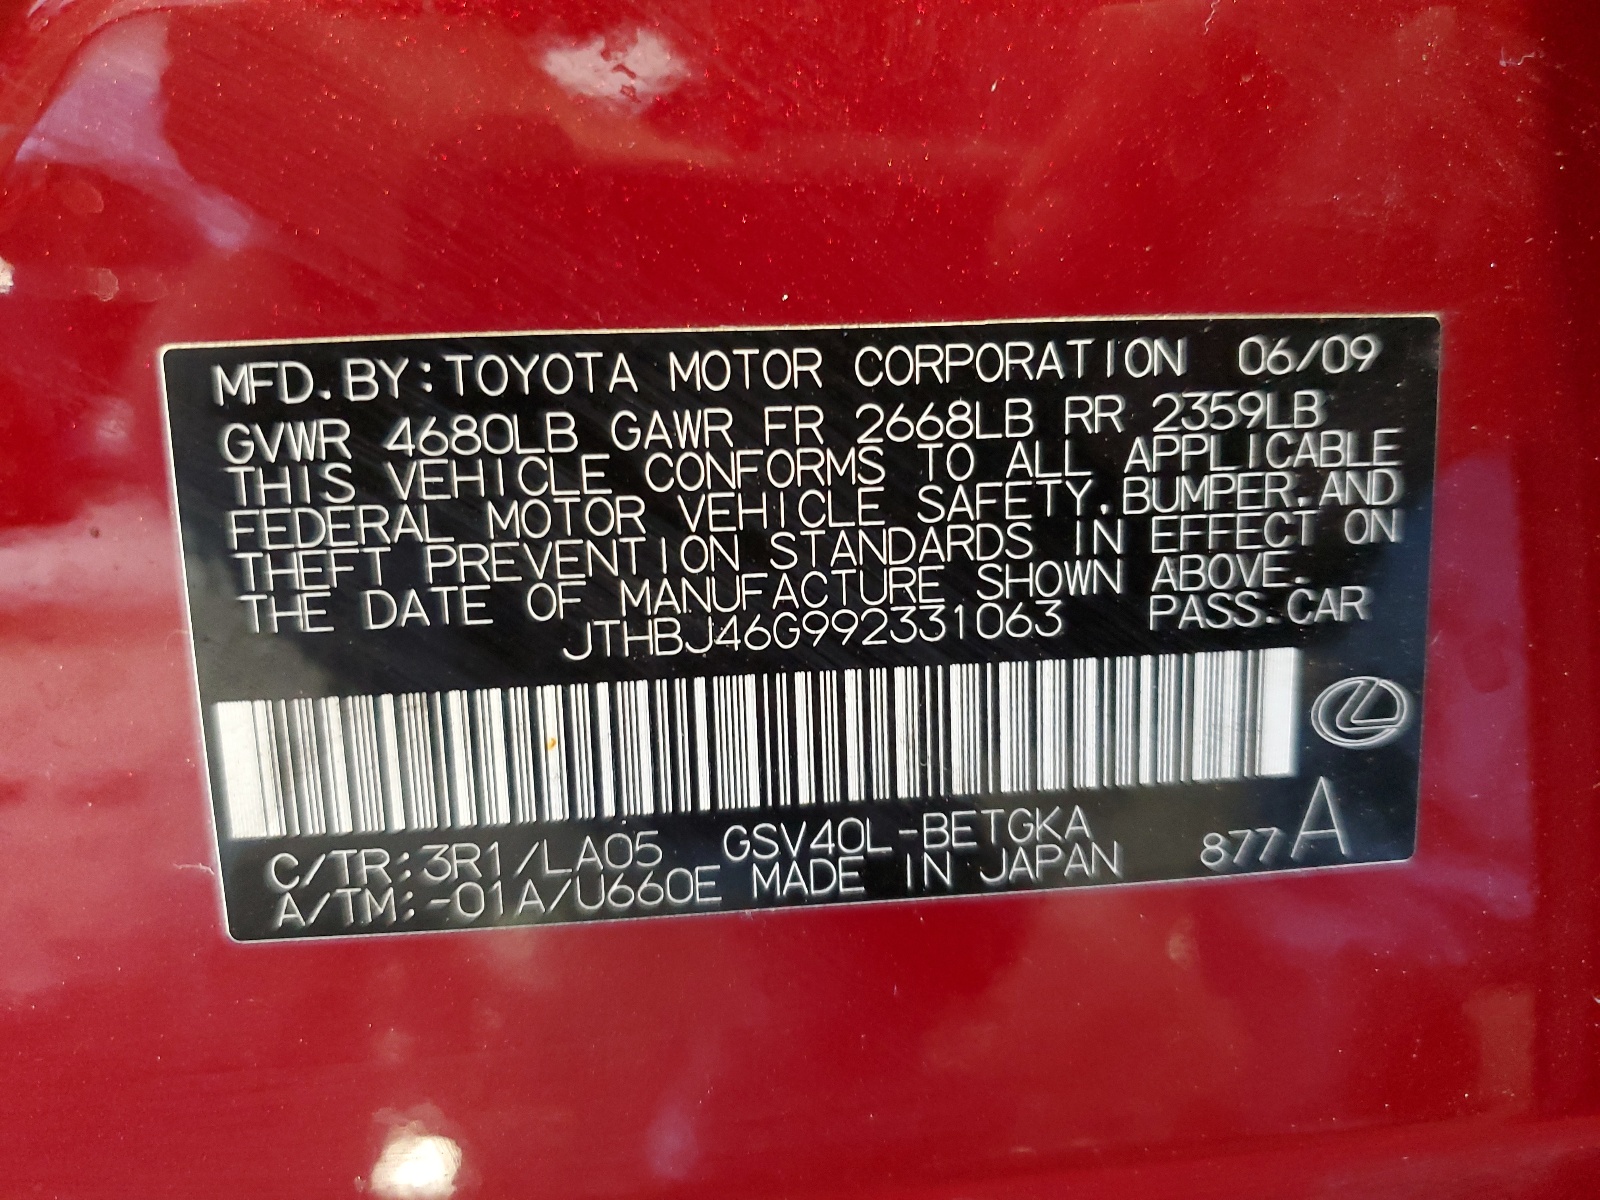 MFD.BY:TOYOTA MOTOR CORPORATION 06/09
GVWR 4680LB GAWR FR 2668LB RR 2359LB
THIS VEHICLE CONFORMS TO ALL APPLICABLE
FEDERAL MOTOR VEHICLE SAFETY.BUMPER.AND
THEFT PREVENTION STANDARDS IN EFFECT ON
THE DATE OF MANUFACTURE SHOWN ABOVE.
JTHBJ46G992331063 PASS.CAR
C/TR:3R1/LA05 GSV40L-BETGKA
A/TM:-01A/U660E MADE IN JAPAN 877A